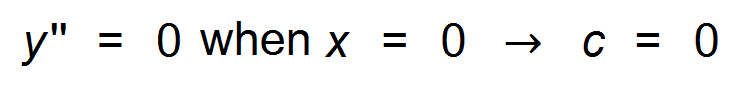 y" = 0 when x = 0 → c = 0